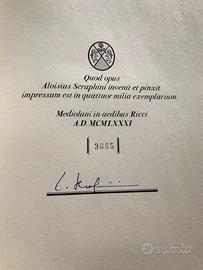 Quod opus
Aloisius Seraphini invenit et pinxit
impressum est in quattuor milia exemplarium.
Mediolani in aedibus Ricci
A.D. MCMLXXXI
3685
subito